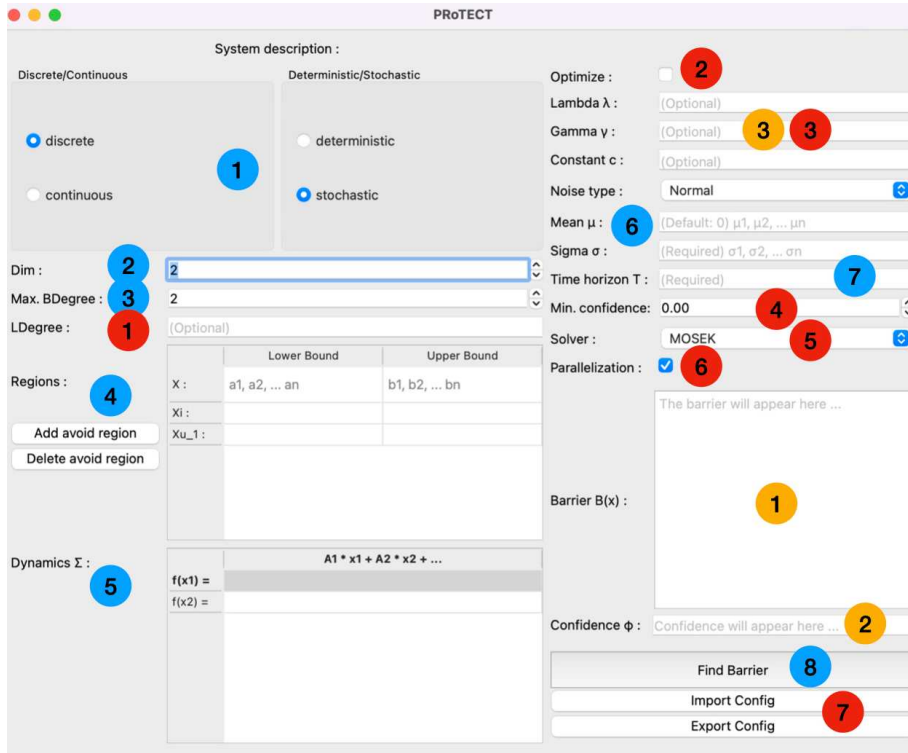 PRoTECT
System description :
Discrete/Continuous
discrete
1
continuous
Deterministic/Stochastic
deterministic
stochastic
Dim :
2
2
Max. BDegree :
3
2
LDegree :
1
(Optional)
Regions :
4
Add avoid region
Delete avoid region
Lower Bound Upper Bound
X : a1, a2, ... an b1, b2, ... bn
Xi :
Xu_1 :
Dynamics Σ :
5
A1 * x1 + A2 * x2 + ...
f(x1) =
f(x2) =
Optimize :
2
Lambda λ : (Optional)
Gamma γ : (Optional) 3 3
Constant c : (Optional)
Noise type : Normal
Mean μ : (Default: 0) μ1, μ2, ... μn
6
Sigma σ : (Required) σ1, σ2, ... σn
Time horizon T : (Required) 7
Min. confidence: 0.00 4
Solver : MOSEK 5
Parallelization : 6
The barrier will appear here ...
Barrier B(x) : 1
Confidence ϕ : Confidence will appear here ... 2
Find Barrier 8
Import Config
7
Export Config